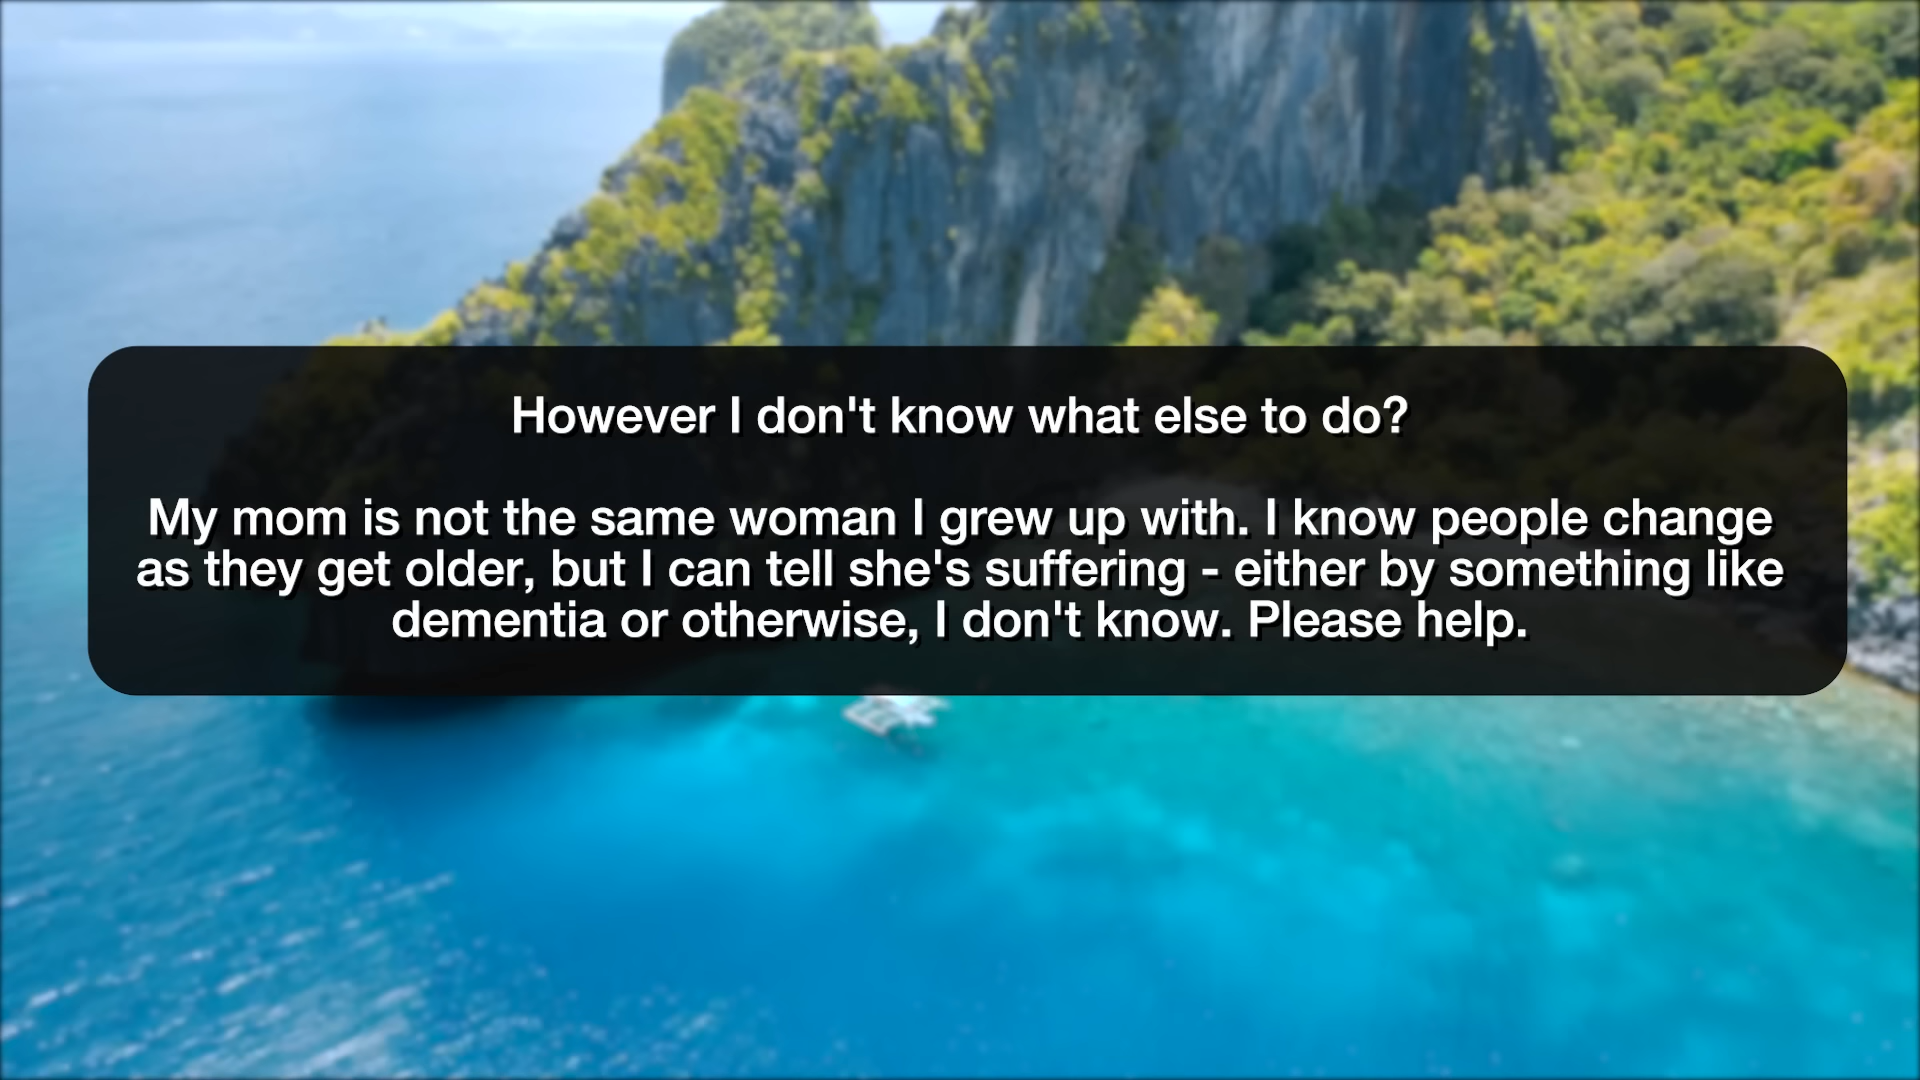 However I don't know what else to do?
My mom is not the same woman I grew up with. I know people change
as they get older, but I can tell she's suffering - either by something like
dementia or otherwise, I don't know. Please help.